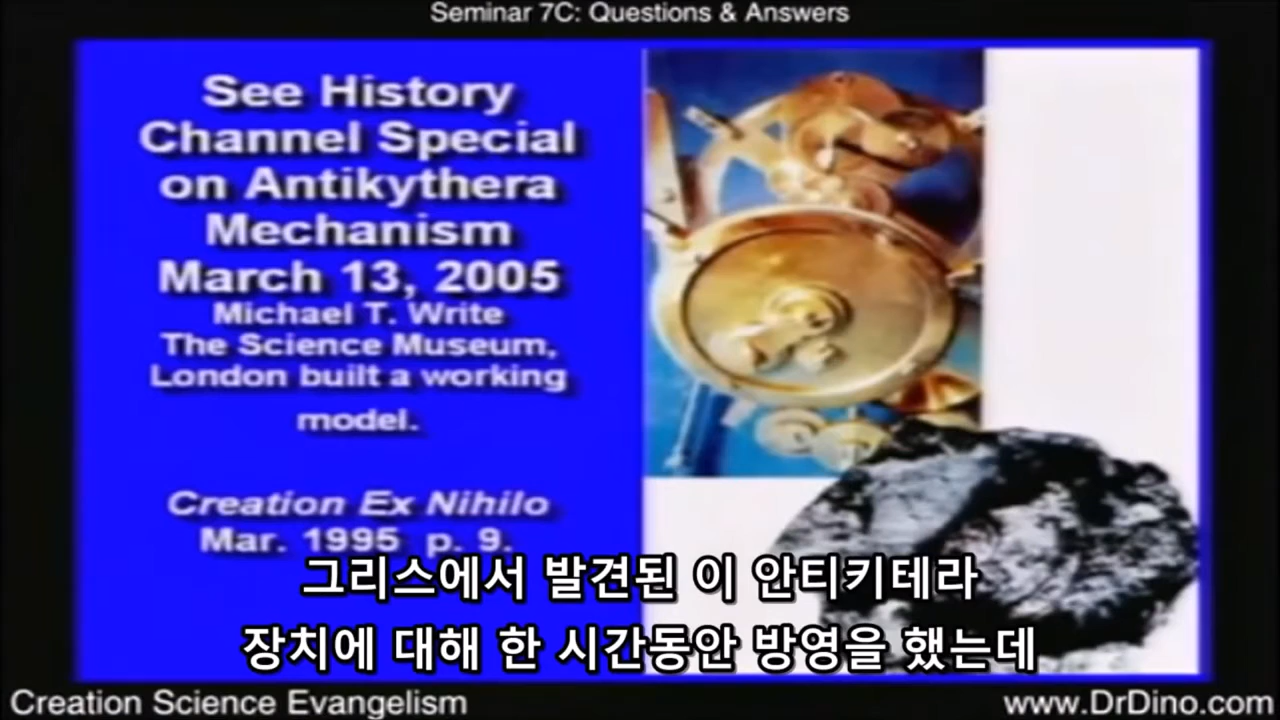 Seminar 7C: Questions & Answers
See History
Channel Special
on Antikythera
Mechanism
March 13, 2005
Michael T. Write
The Science Museum,
London built a working
model.
Creation Ex Nihilo
Mar. 1995 p. 9.
그리스에서 발견된 이 안티키테라
장치에 대해 한 시간동안 방영을 했는데
Creation Science Evangelism
www.DrDino.com